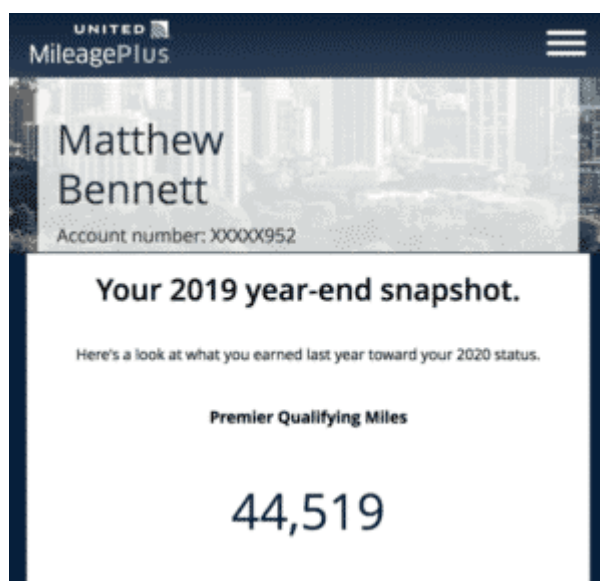 UNITED
MileagePlus
Matthew
Bennett
Account number: XXXXX952
Your 2019 year-end snapshot.
Here's a look at what you earned last year toward your 2020 status.
Premier Qualifying Miles
44,519